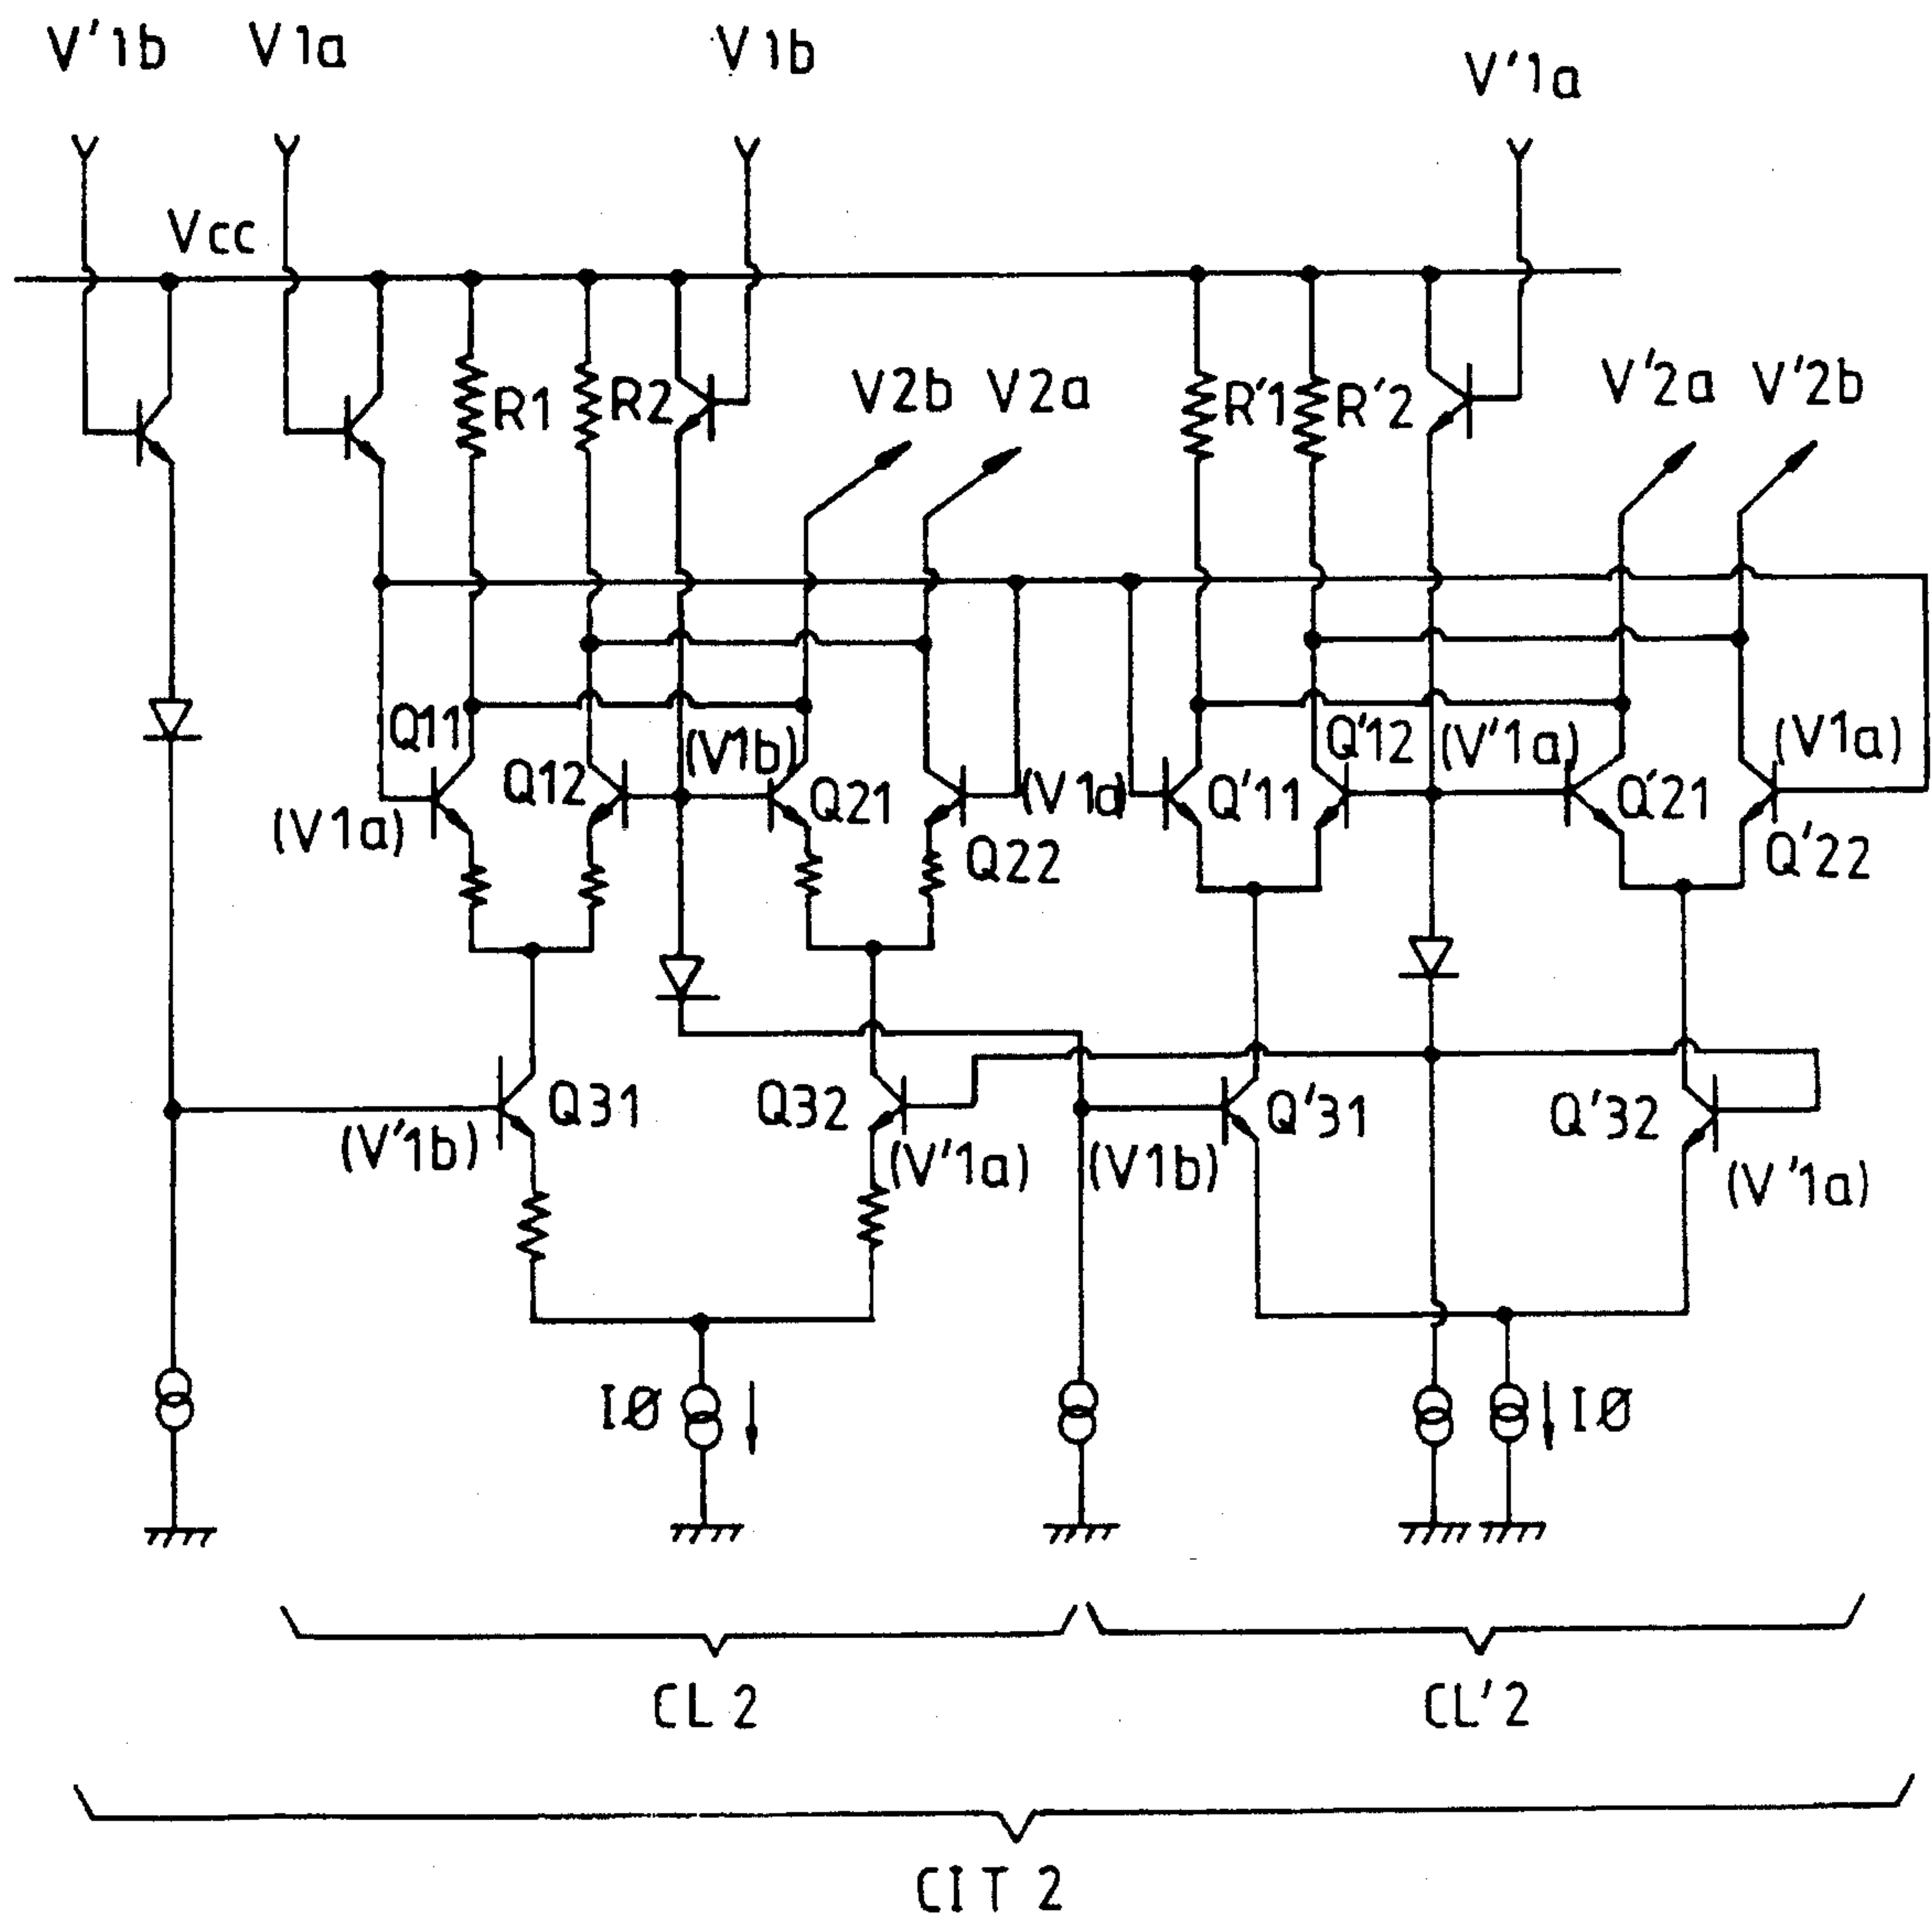 V'1b V1a V1b V'1a
Vcc
R1 R2 V2b V2a R'1 R'2 V'2a V'2b
Q11 Q12 (V1b) Q21 (V1a) Q'11 Q'12 (V'1a) Q'21 (V1a)
(V1a) Q22 Q'22
Q31 Q32 Q'31 Q'32
(V'1b) (V'1a) (V1b) (V'1a)
IØ IØ
CL2 CL'2
CIT 2